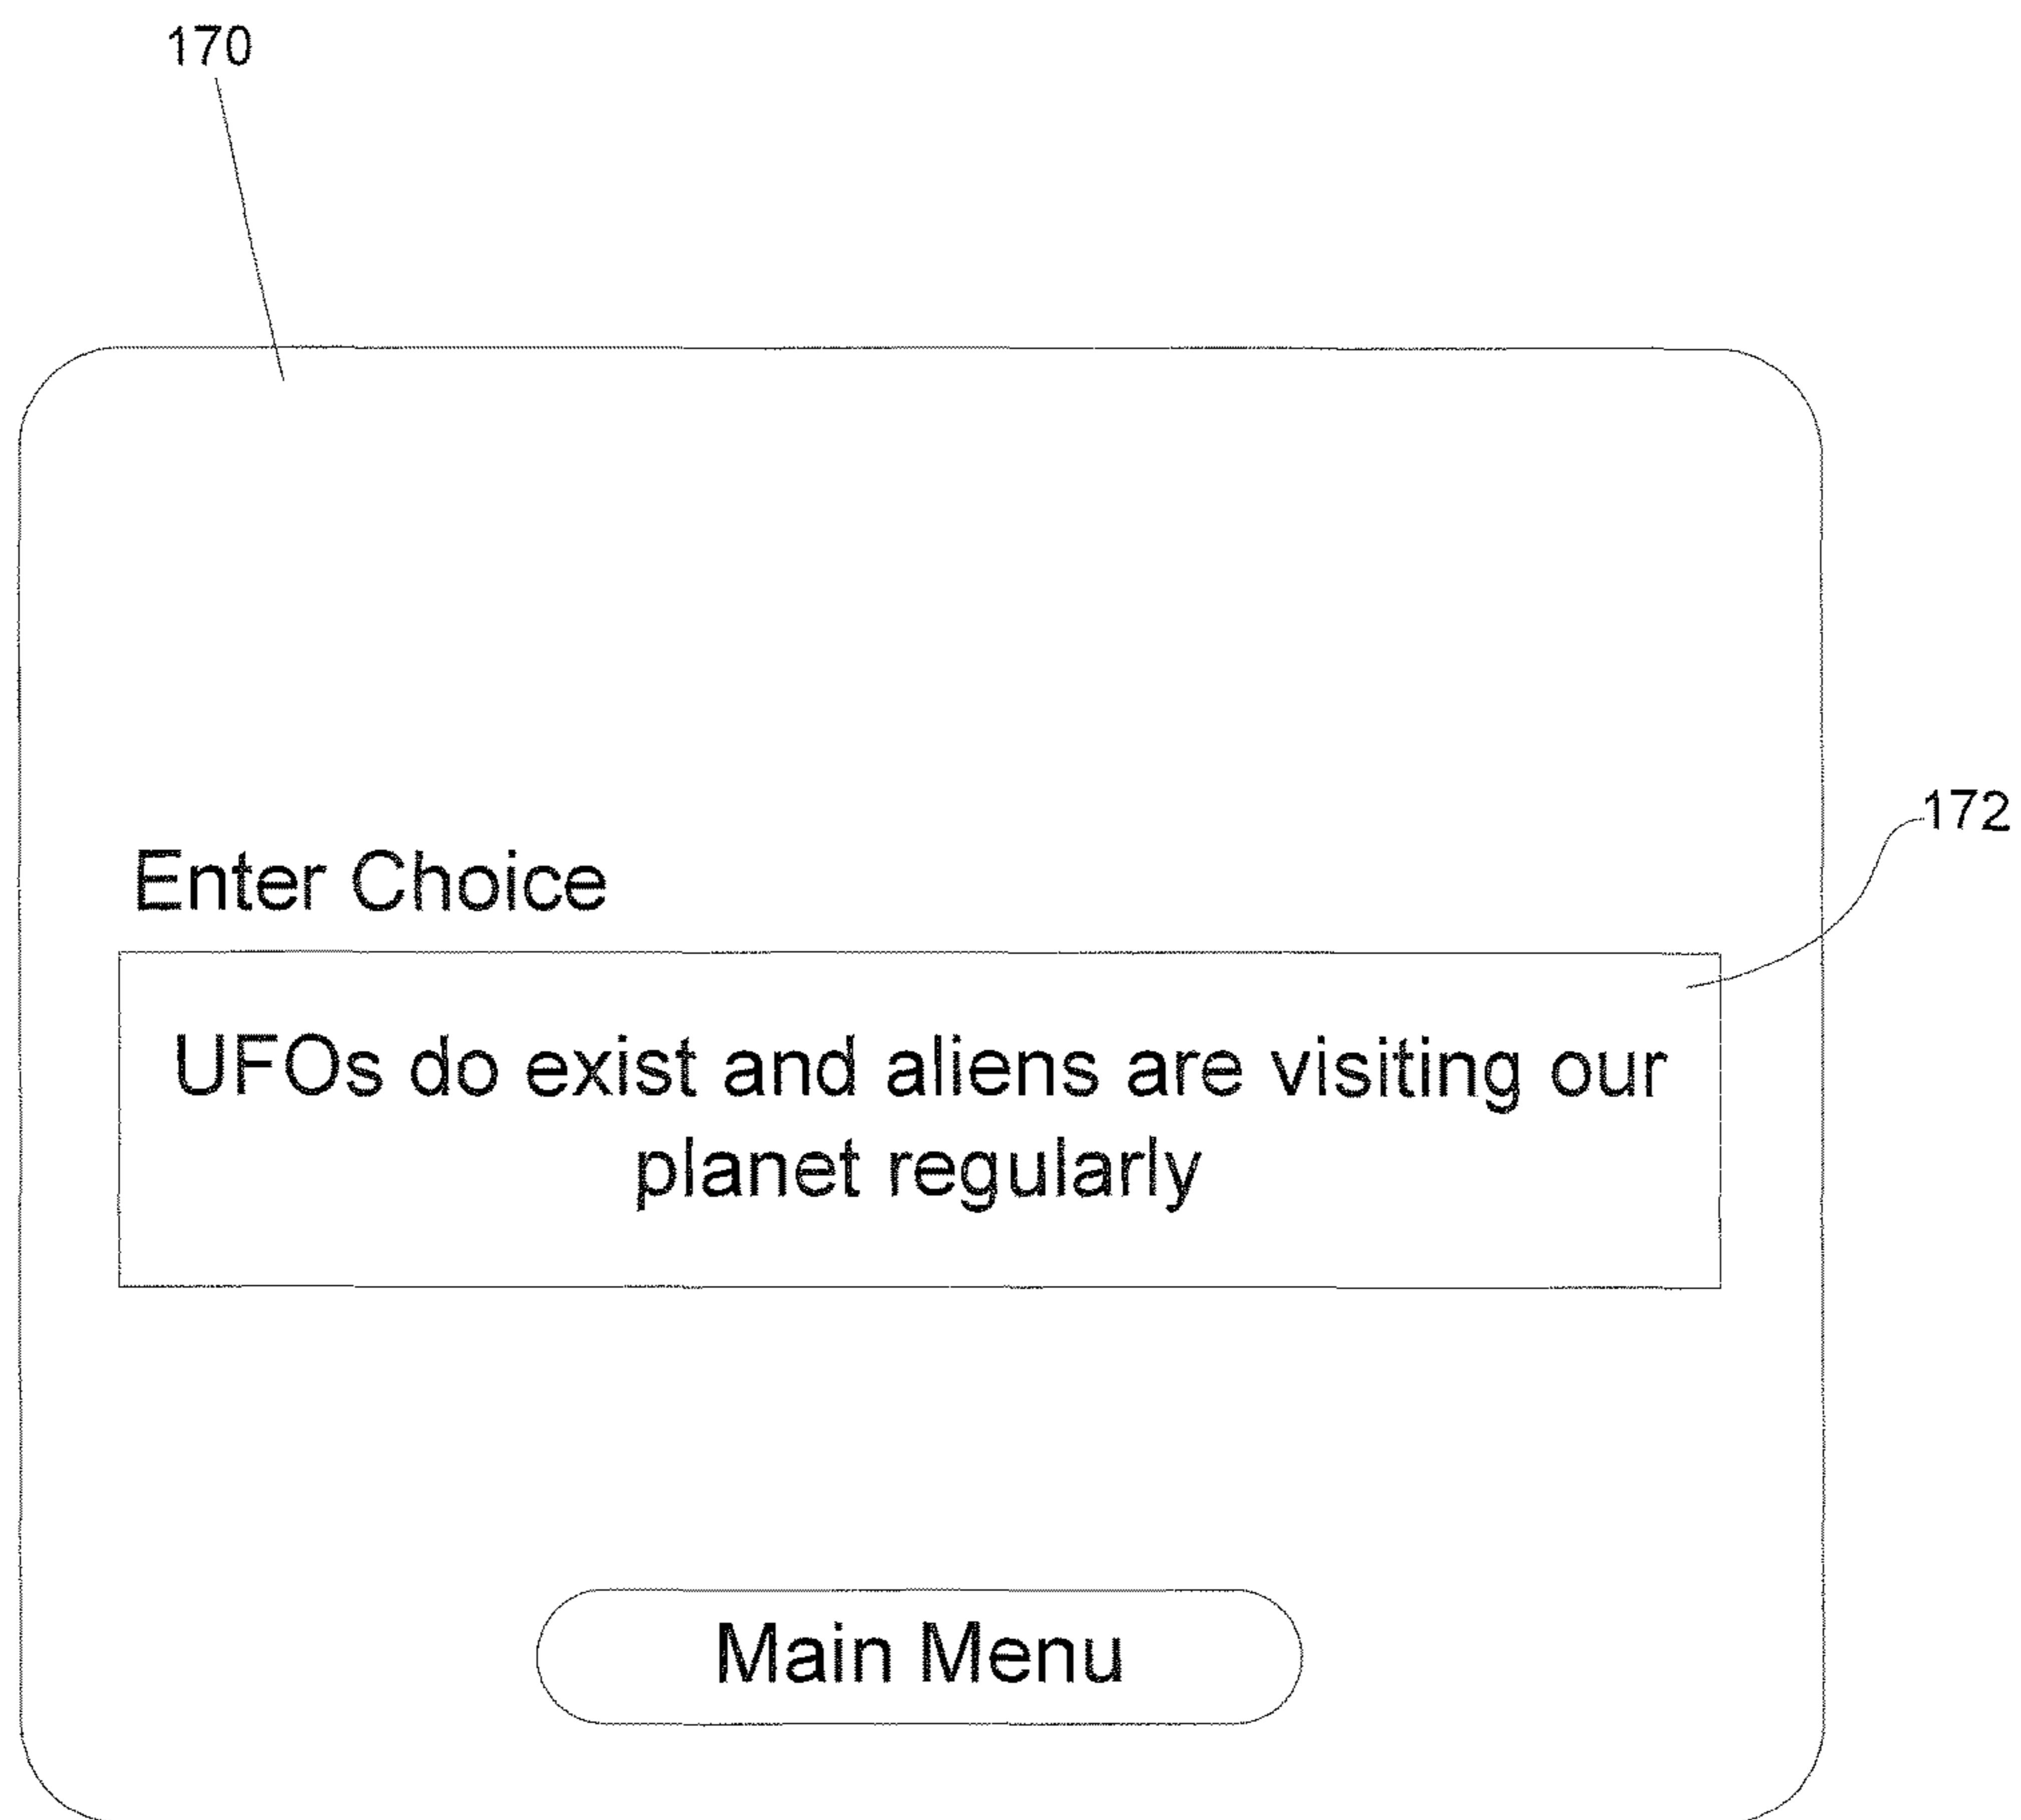 170
172
Enter Choice
UFOs do exist and aliens are visiting our
planet regularly
Main Menu